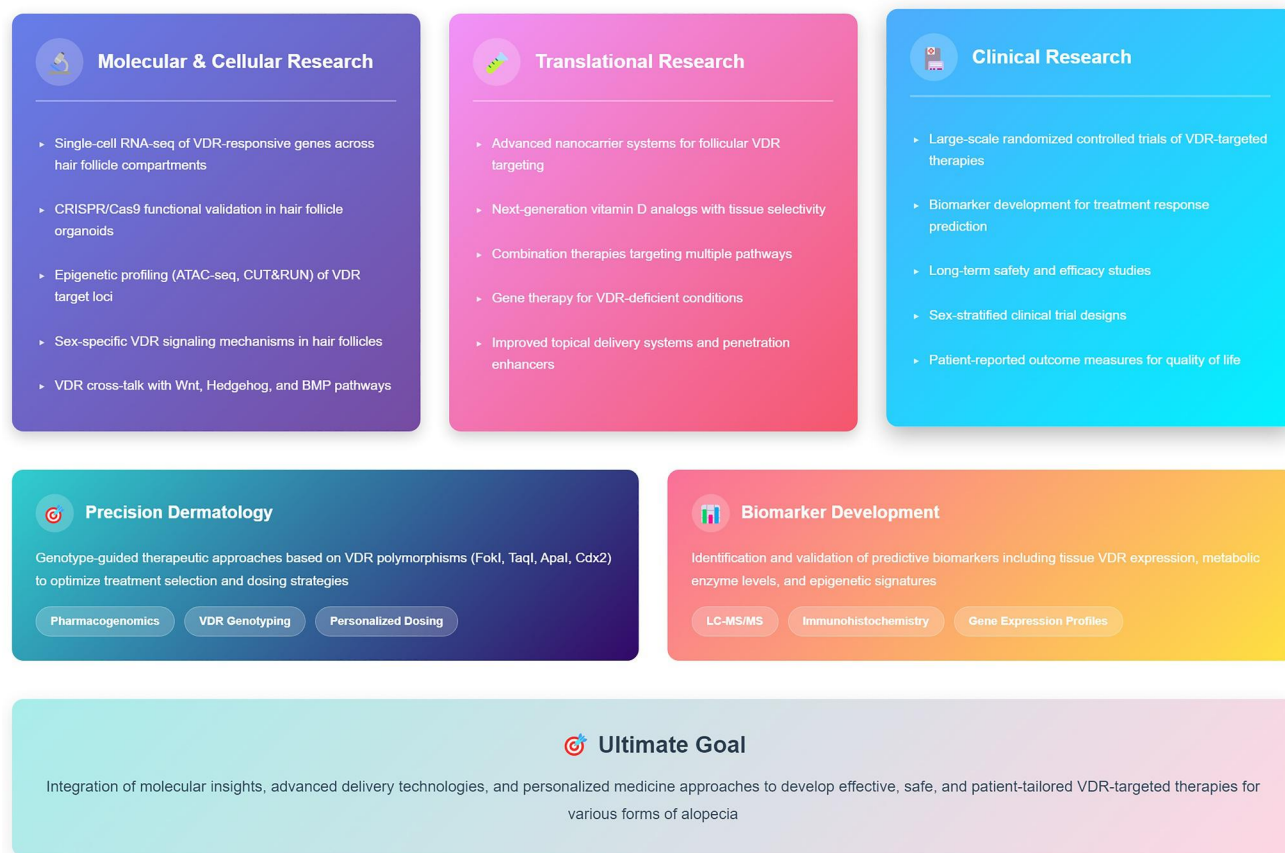 Molecular & Cellular Research
Single-cell RNA-seq of VDR-responsive genes across
hair follicle compartments
CRISPR/Cas9 functional validation in hair follicle
organoids
Epigenetic profiling (ATAC-seq, CUT&RUN) of VDR
target loci
Sex-specific VDR signaling mechanisms in hair follicles
VDR cross-talk with Wnt, Hedgehog, and BMP pathways
Translational Research
Advanced nanocarrier systems for follicular VDR
targeting
Next-generation vitamin D analogs with tissue selectivity
Combination therapies targeting multiple pathways
Gene therapy for VDR-deficient conditions
Improved topical delivery systems and penetration
enhancers
Clinical Research
Large-scale randomized controlled trials of VDR-targeted
therapies
Biomarker development for treatment response
prediction
Long-term safety and efficacy studies
Sex-stratified clinical trial designs
Patient-reported outcome measures for quality of life
Precision Dermatology
Genotype-guided therapeutic approaches based on VDR polymorphisms (FokI, TaqI, ApaI, Cdx2)
to optimize treatment selection and dosing strategies
Pharmacogenomics
VDR Genotyping
Personalized Dosing
Biomarker Development
Identification and validation of predictive biomarkers including tissue VDR expression, metabolic
enzyme levels, and epigenetic signatures
LC-MS/MS
Immunohistochemistry
Gene Expression Profiles
Ultimate Goal
Integration of molecular insights, advanced delivery technologies, and personalized medicine approaches to develop effective, safe, and patient-tailored VDR-targeted therapies for
various forms of alopecia